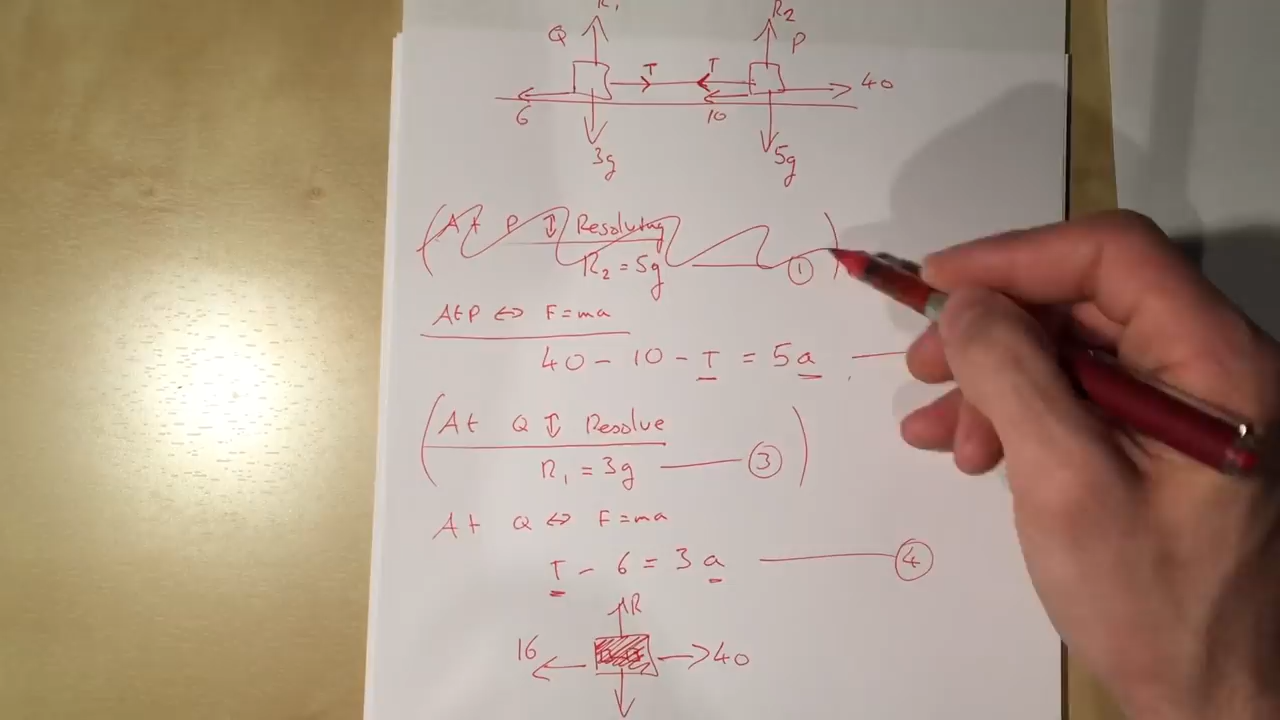 R1 R2
Q P
T T 40
6 10
3g 5g
At P ↕ Resolving
R2 = 5g ①
At P ↔ F=ma
40 - 10 - T = 5a
At Q ↕ Resolve
R1 = 3g ③
At Q ↔ F=ma
T - 6 = 3a ④
R
16 40